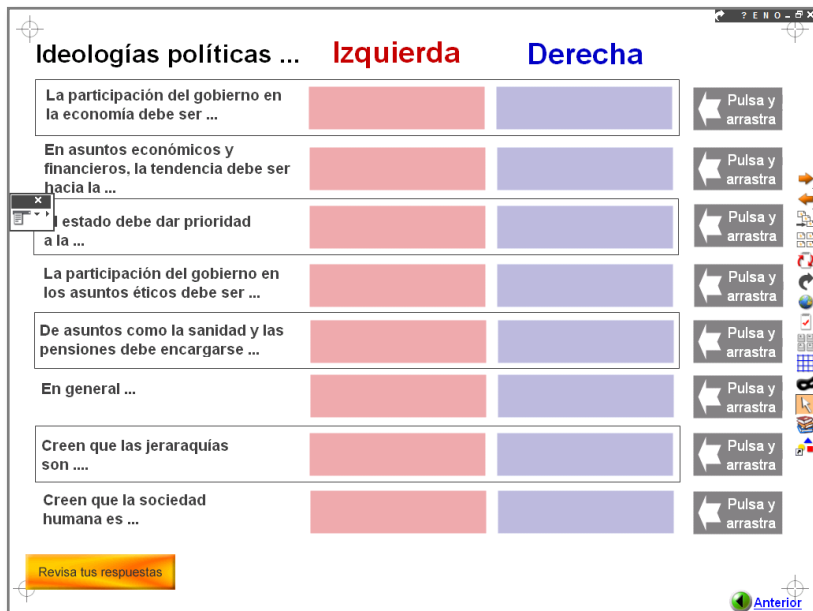 ? E N O
Ideologías políticas ... Izquierda Derecha
La participación del gobierno en
la economía debe ser ...
Pulsa y
arrastra
En asuntos económicos y
financieros, la tendencia debe ser
hacia la ...
Pulsa y
arrastra
estado debe dar prioridad
a la ...
Pulsa y
arrastra
La participación del gobierno en
los asuntos éticos debe ser ...
Pulsa y
arrastra
De asuntos como la sanidad y las
pensiones debe encargarse ...
Pulsa y
arrastra
En general ...
Pulsa y
arrastra
Creen que las jeraraquías
son ....
Pulsa y
arrastra
Creen que la sociedad
humana es ...
Pulsa y
arrastra
Revisa tus respuestas
Anterior